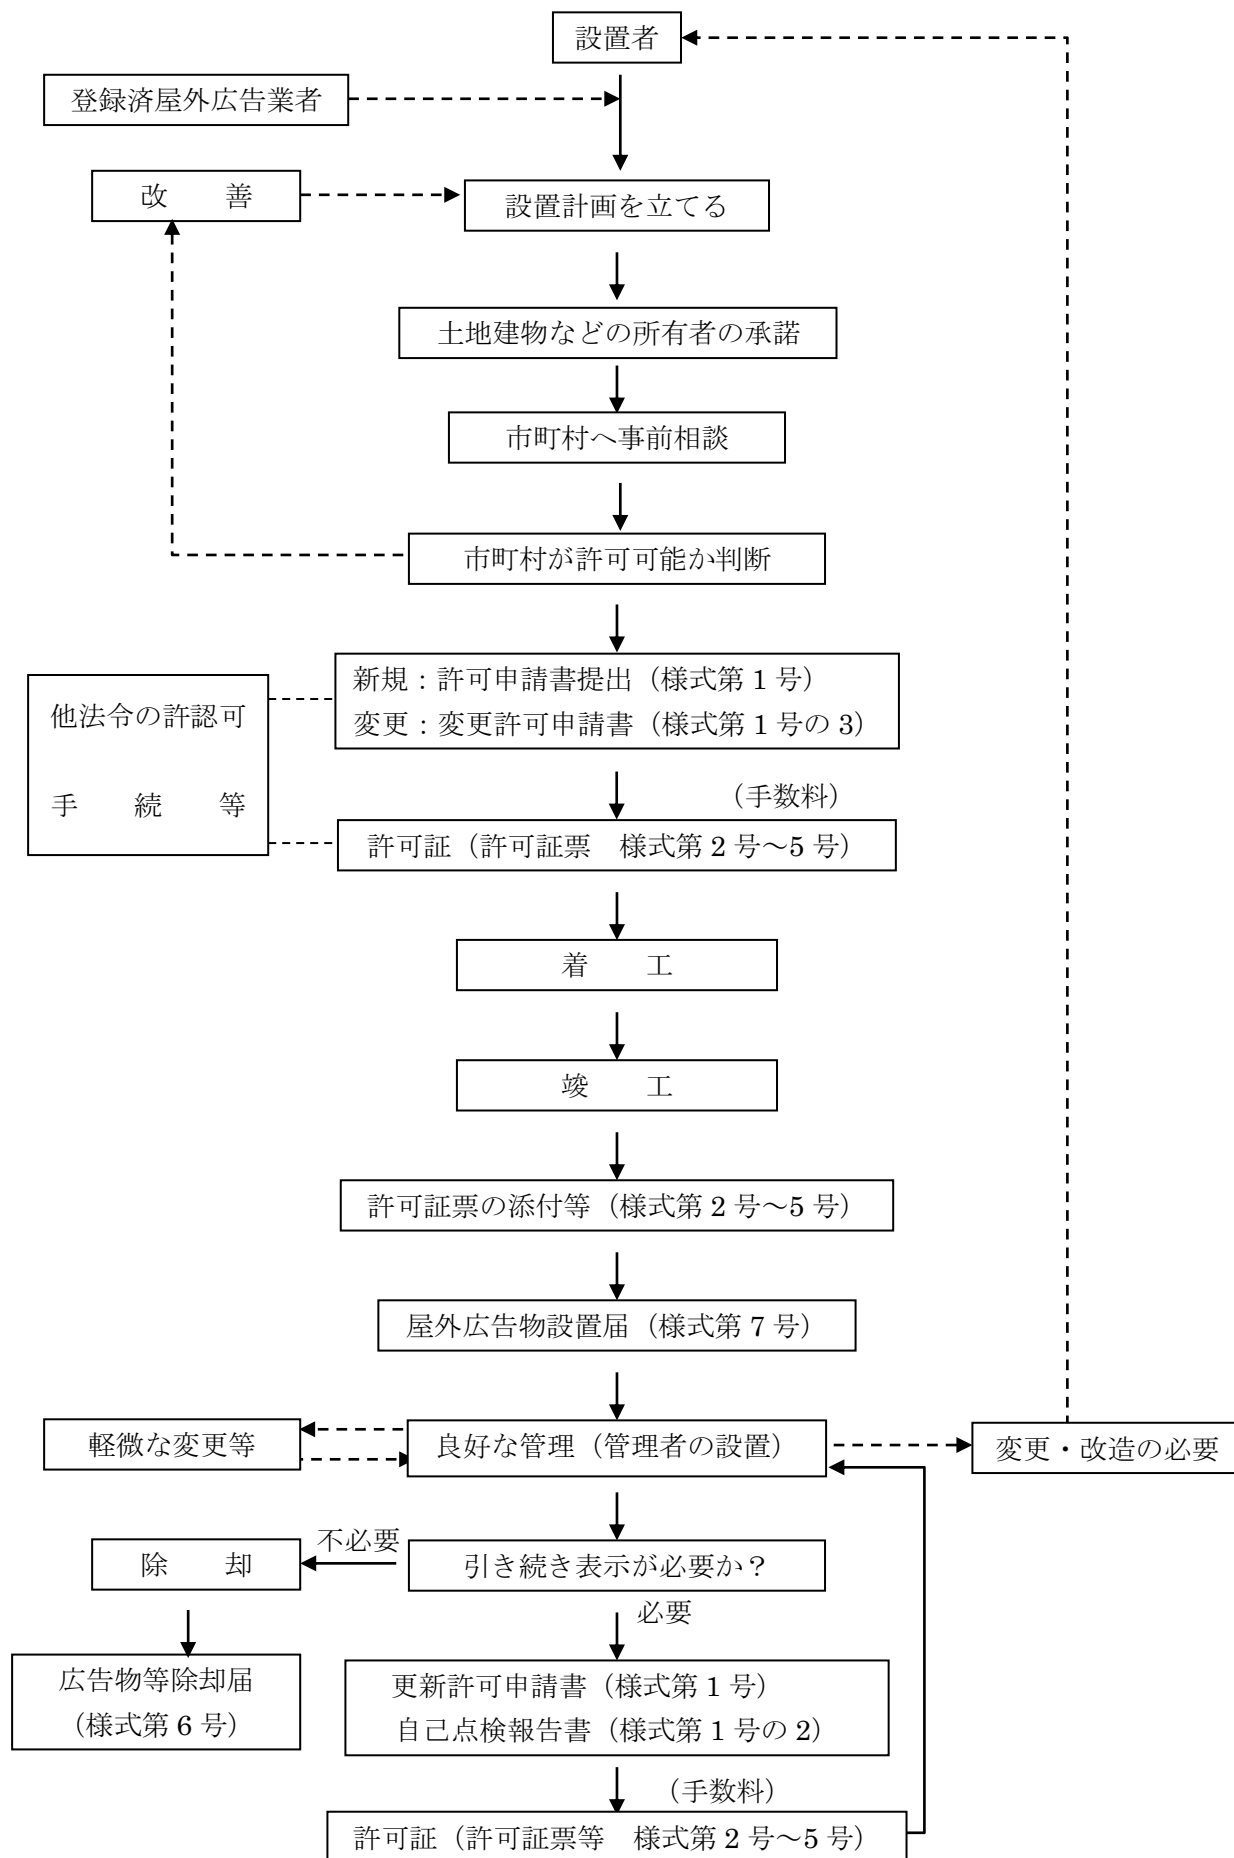 設置者
登録済屋外広告業者
改　　善
設置計画を立てる
土地建物などの所有者の承諾
市町村へ事前相談
市町村が許可可能か判断
新規：許可申請書提出（様式第 1 号）
変更：変更許可申請書（様式第 1 号の 3）
他法令の許認可
手　　続　　等
（手数料）
許可証（許可証票　様式第 2 号～5 号）
着　　工
竣　　工
許可証票の添付等（様式第 2 号～5 号）
屋外広告物設置届（様式第 7 号）
軽微な変更等
良好な管理（管理者の設置）
変更・改造の必要
不必要
除　　却
引き続き表示が必要か？
必要
広告物等除却届
（様式第 6 号）
更新許可申請書（様式第 1 号）
自己点検報告書（様式第 1 号の 2）
（手数料）
許可証（許可証票等　様式第 2 号～5 号）